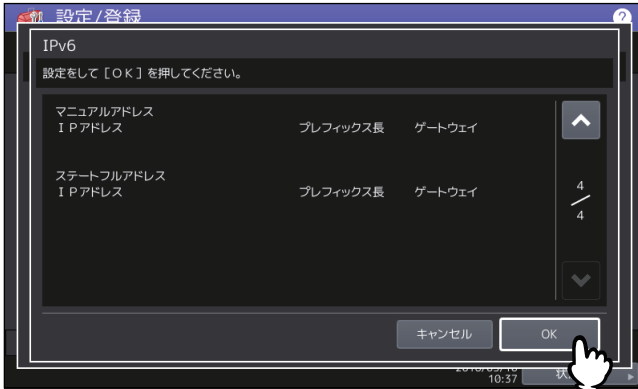 設定/登録
?
IPv6
設定をして［ＯＫ］を押してください。
マニュアルアドレス
ＩＰアドレス プレフィックス長 ゲートウェイ
ステートフルアドレス
ＩＰアドレス プレフィックス長 ゲートウェイ
4
4
キャンセル
OK
10:37